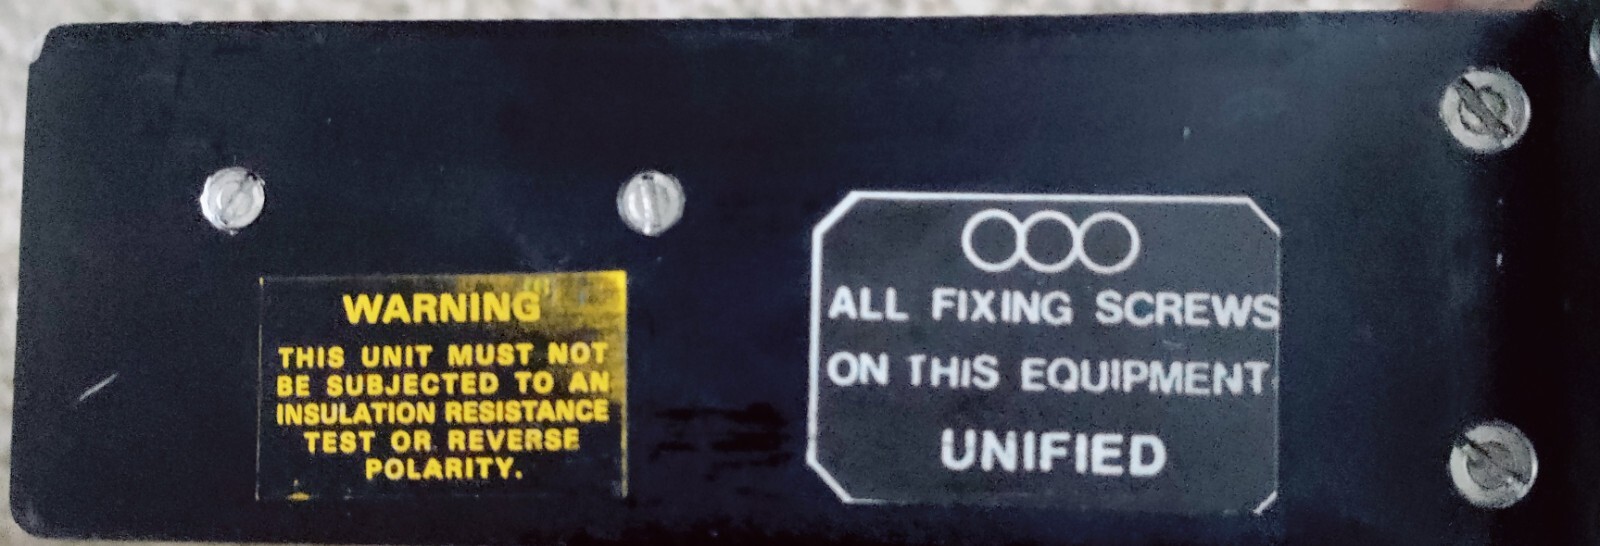 WARNING
THIS UNIT MUST NOT
BE SUBJECTED TO AN
INSULATION RESISTANCE
TEST OR REVERSE
POLARITY.
ALL FIXING SCREWS
ON THIS EQUIPMENT
UNIFIED